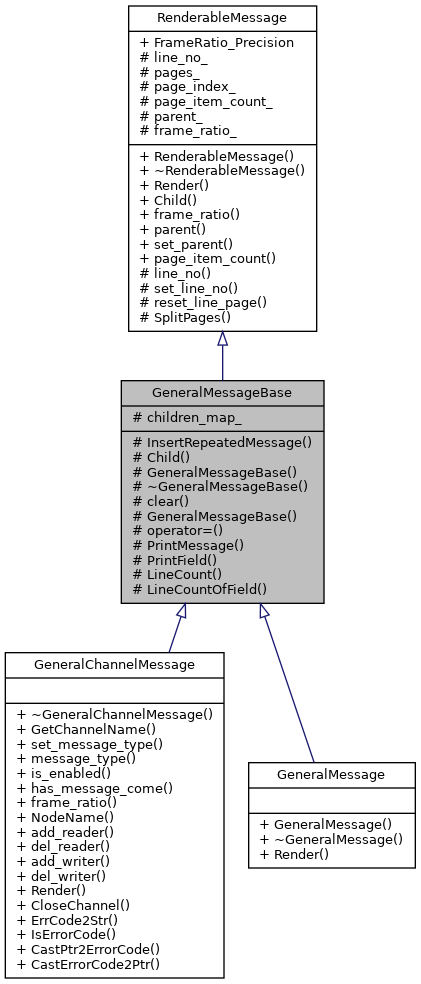 RenderableMessage
+ FrameRatio_Precision
# line_no_
# pages_
# page_index_
# page_item_count_
# parent_
# frame_ratio_
+ RenderableMessage()
+ ~RenderableMessage()
+ Render()
+ Child()
+ frame_ratio()
+ parent()
+ set_parent()
+ page_item_count()
# line_no()
# set_line_no()
# reset_line_page()
# SplitPages()
GeneralMessageBase
# children_map_
# InsertRepeatedMessage()
# Child()
# GeneralMessageBase()
# ~GeneralMessageBase()
# clear()
# GeneralMessageBase()
# operator=()
# PrintMessage()
# PrintField()
# LineCount()
# LineCountOfField()
GeneralChannelMessage
+ ~GeneralChannelMessage()
+ GetChannelName()
+ set_message_type()
+ message_type()
+ is_enabled()
+ has_message_come()
+ frame_ratio()
+ NodeName()
+ add_reader()
+ del_reader()
+ add_writer()
+ del_writer()
+ Render()
+ CloseChannel()
+ ErrCode2Str()
+ IsErrorCode()
+ CastPtr2ErrorCode()
+ CastErrorCode2Ptr()
GeneralMessage
+ GeneralMessage()
+ ~GeneralMessage()
+ Render()